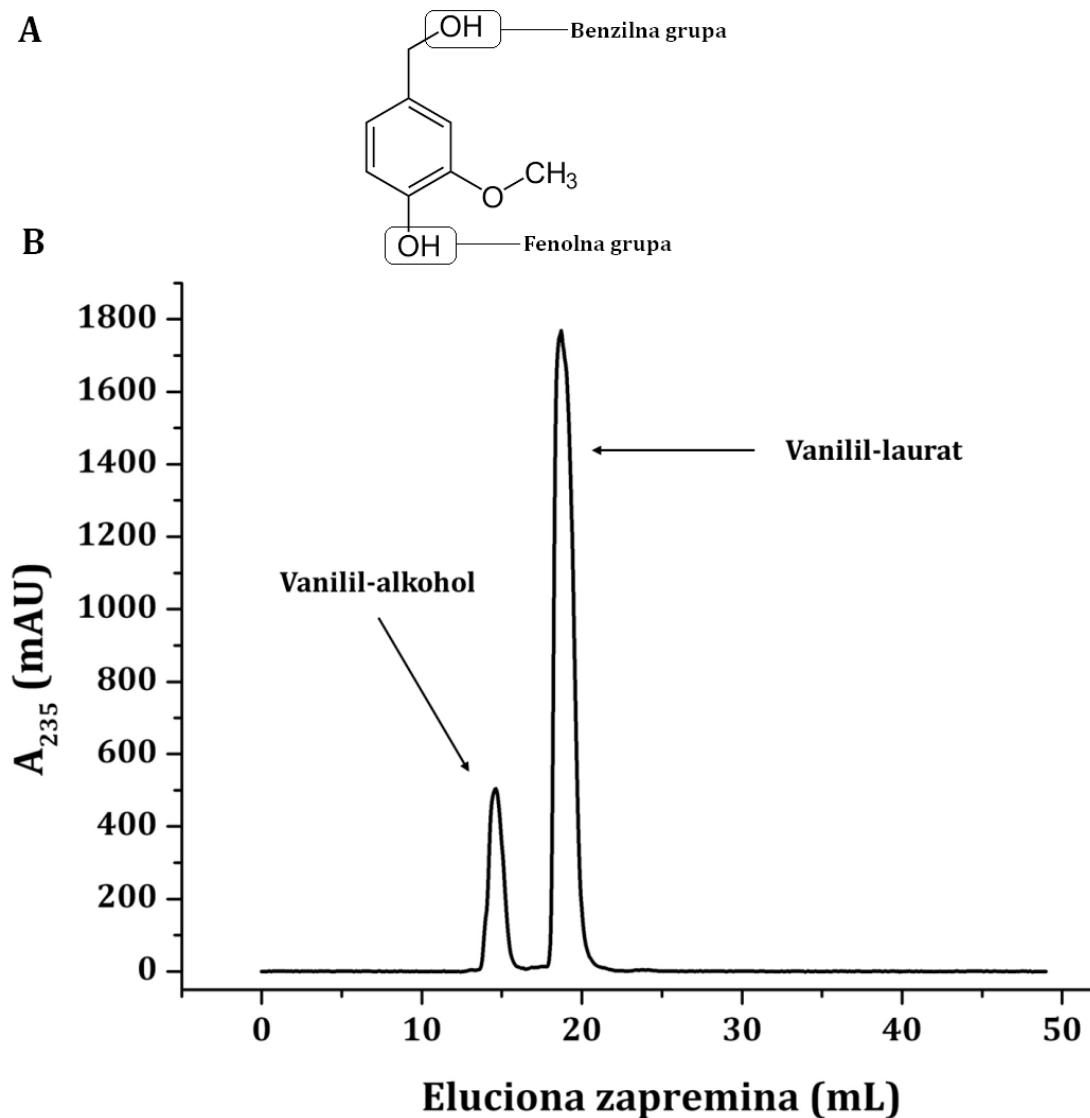 A
OH
Benzilna grupa
O
CH3
B
OH
Fenolna grupa
1800
1600
1400
1200
1000
800
600
400
200
0
A235 (mAU)
Vanilil-laurat
Vanilil-alkohol
0 10 20 30 40 50
Eluciona zapremina (mL)